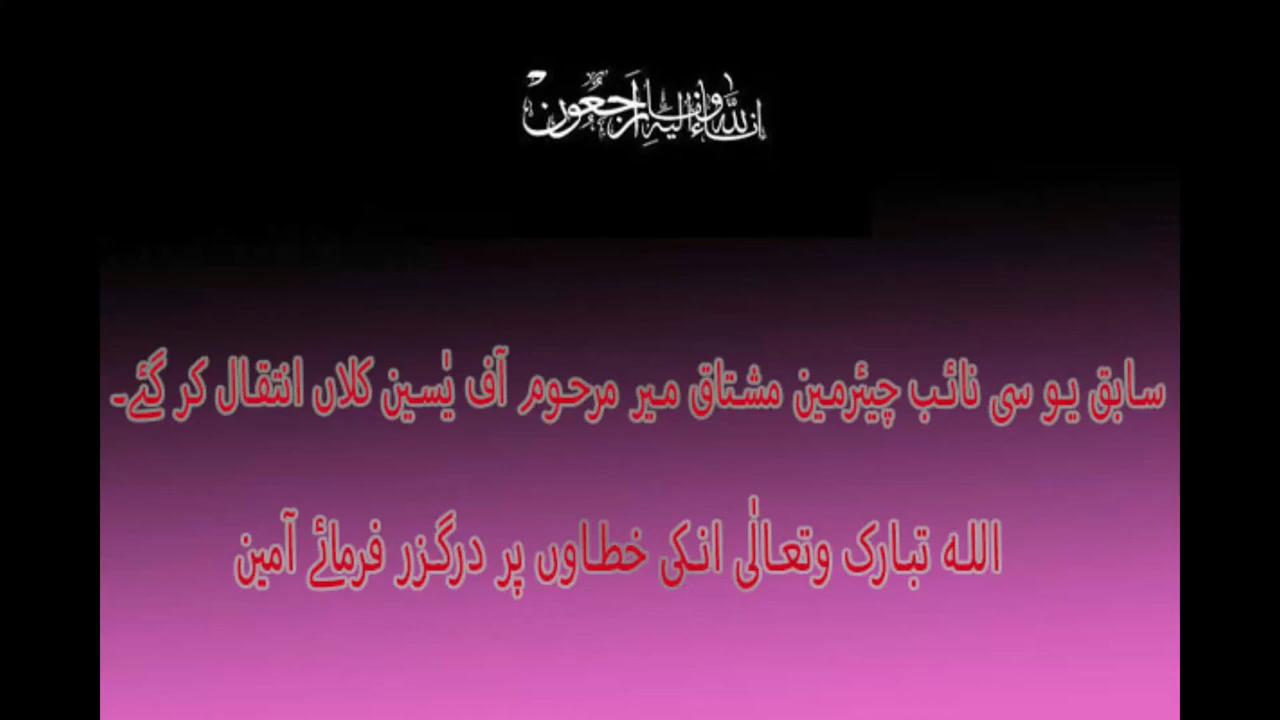 انا للہ وانا الیہ راجعون
سابق یو سی نائب چیئرمین مشتاق میر مرحوم آف یٰسین کلاں انتقال کر گئے۔
اللہ تبارک وتعالٰی انکی خطاوں پر درگزر فرمائے آمین